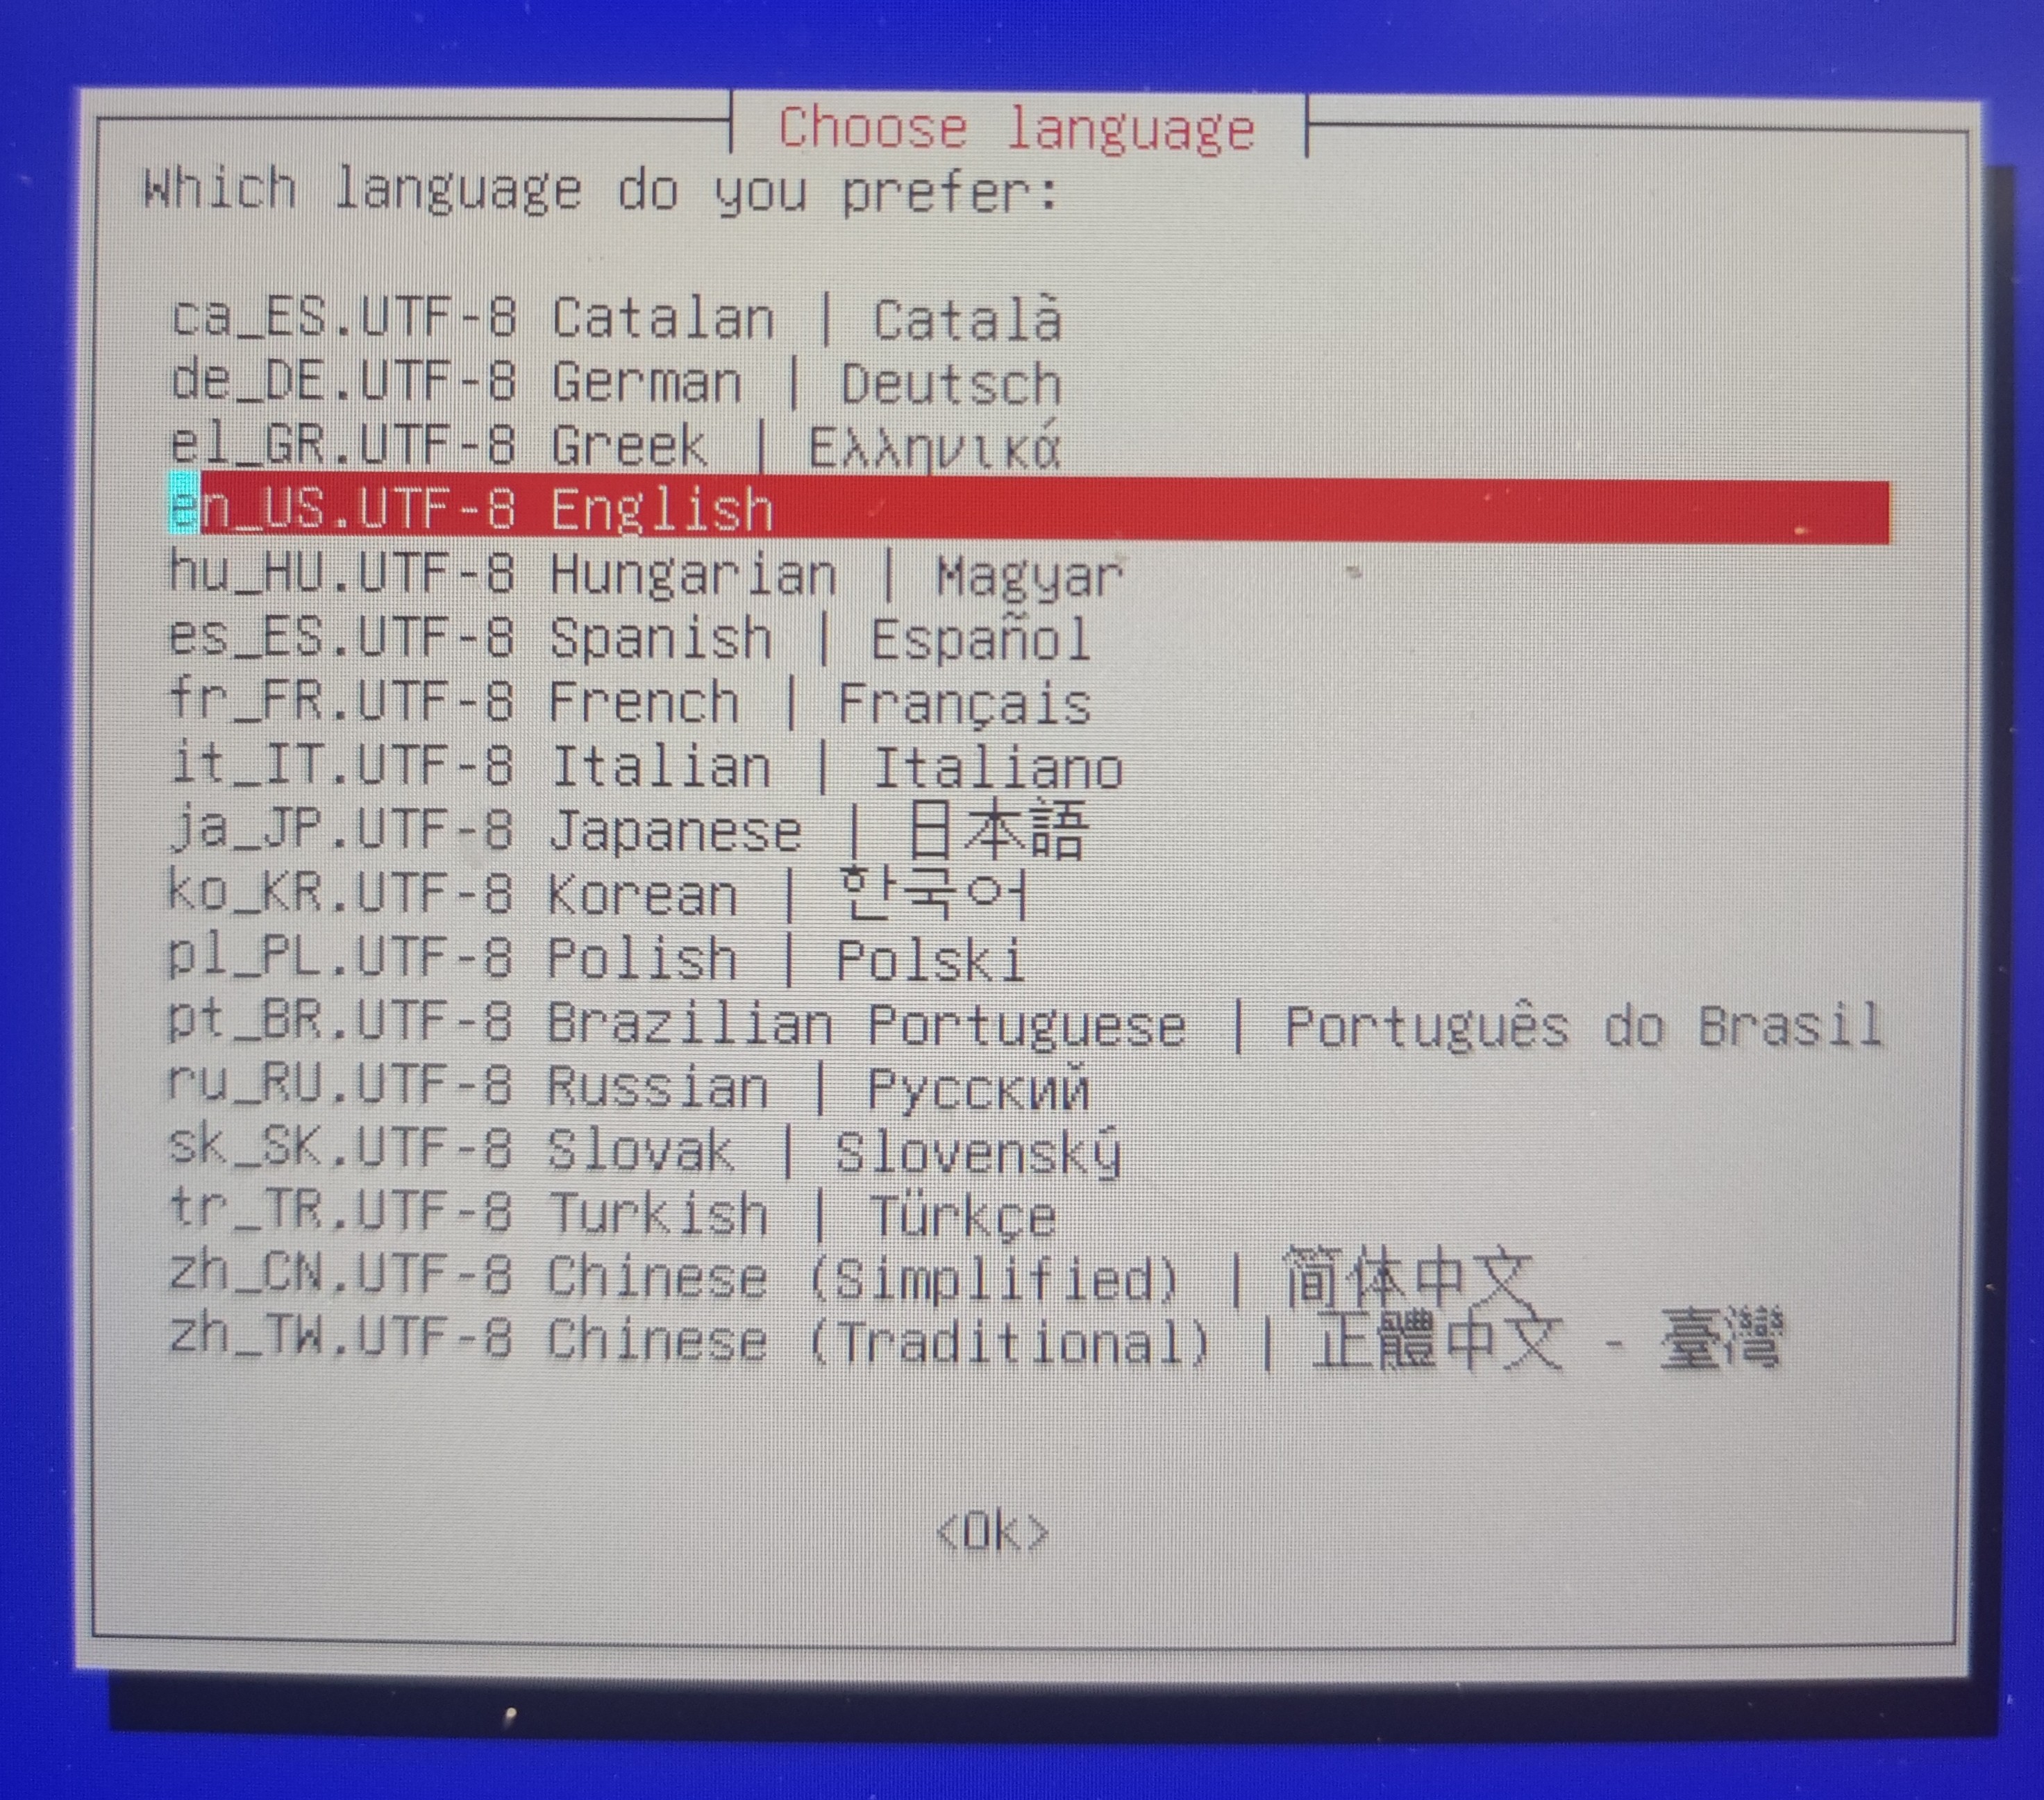 Choose language
Which language do you prefer:
ca_ES.UTF-8 Catalan | Català
de_DE.UTF-8 German | Deutsch
el_GR.UTF-8 Greek | Ελληνικά
en_US.UTF-8 English
hu_HU.UTF-8 Hungarian | Magyar
es_ES.UTF-8 Spanish | Español
fr_FR.UTF-8 French | Français
it_IT.UTF-8 Italian | Italiano
ja_JP.UTF-8 Japanese | 日本語
ko_KR.UTF-8 Korean | 한국어
pl_PL.UTF-8 Polish | Polski
pt_BR.UTF-8 Brazilian Portuguese | Português do Brasil
ru_RU.UTF-8 Russian | Русский
sk_SK.UTF-8 Slovak | Slovenský
tr_TR.UTF-8 Turkish | Türkçe
zh_CN.UTF-8 Chinese (Simplified) | 简体中文
zh_TW.UTF-8 Chinese (Traditional) | 正體中文 - 臺灣
<Ok>